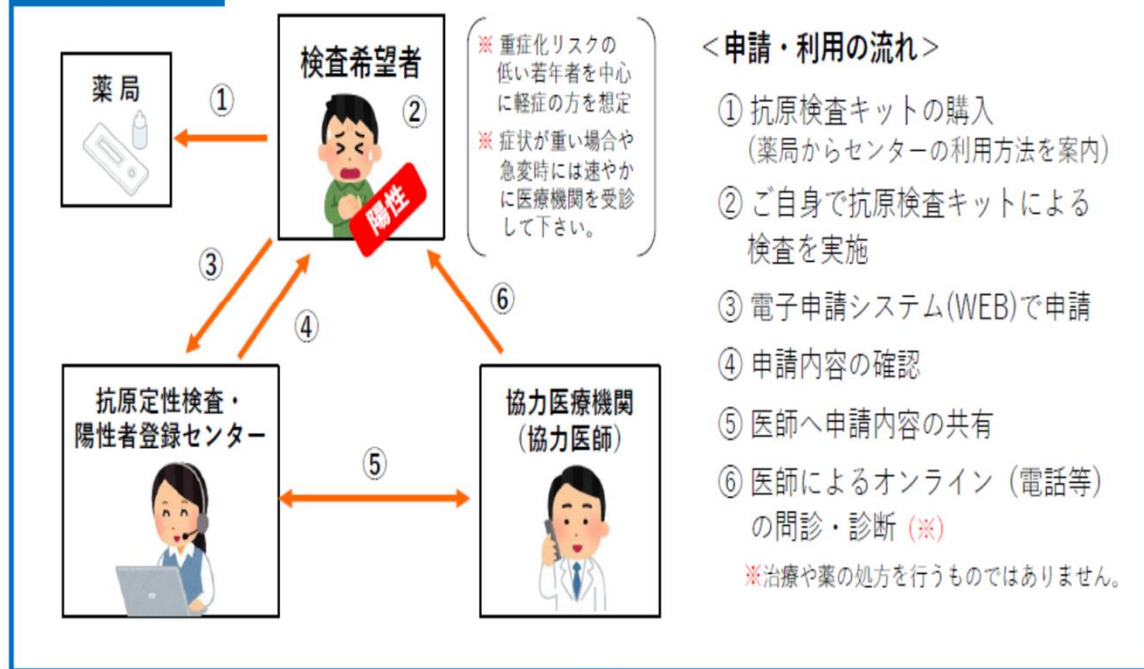 薬局
①
検査希望者
②
陽性
※ 重症化リスクの
低い若年者を中心
に軽症の方を想定
※ 症状が重い場合や
急変時には速やか
に医療機関を受診
して下さい。
③
④
⑥
抗原定性検査・
陽性者登録センター
⑤
協力医療機関
(協力医師)
<申請・利用の流れ>
① 抗原検査キットの購入
(薬局からセンターの利用方法を案内)
② ご自身で抗原検査キットによる
検査を実施
③ 電子申請システム(WEB)で申請
④ 申請内容の確認
⑤ 医師へ申請内容の共有
⑥ 医師によるオンライン (電話等)
の問診・診断 (※)
※治療や薬の処方を行うものではありません。